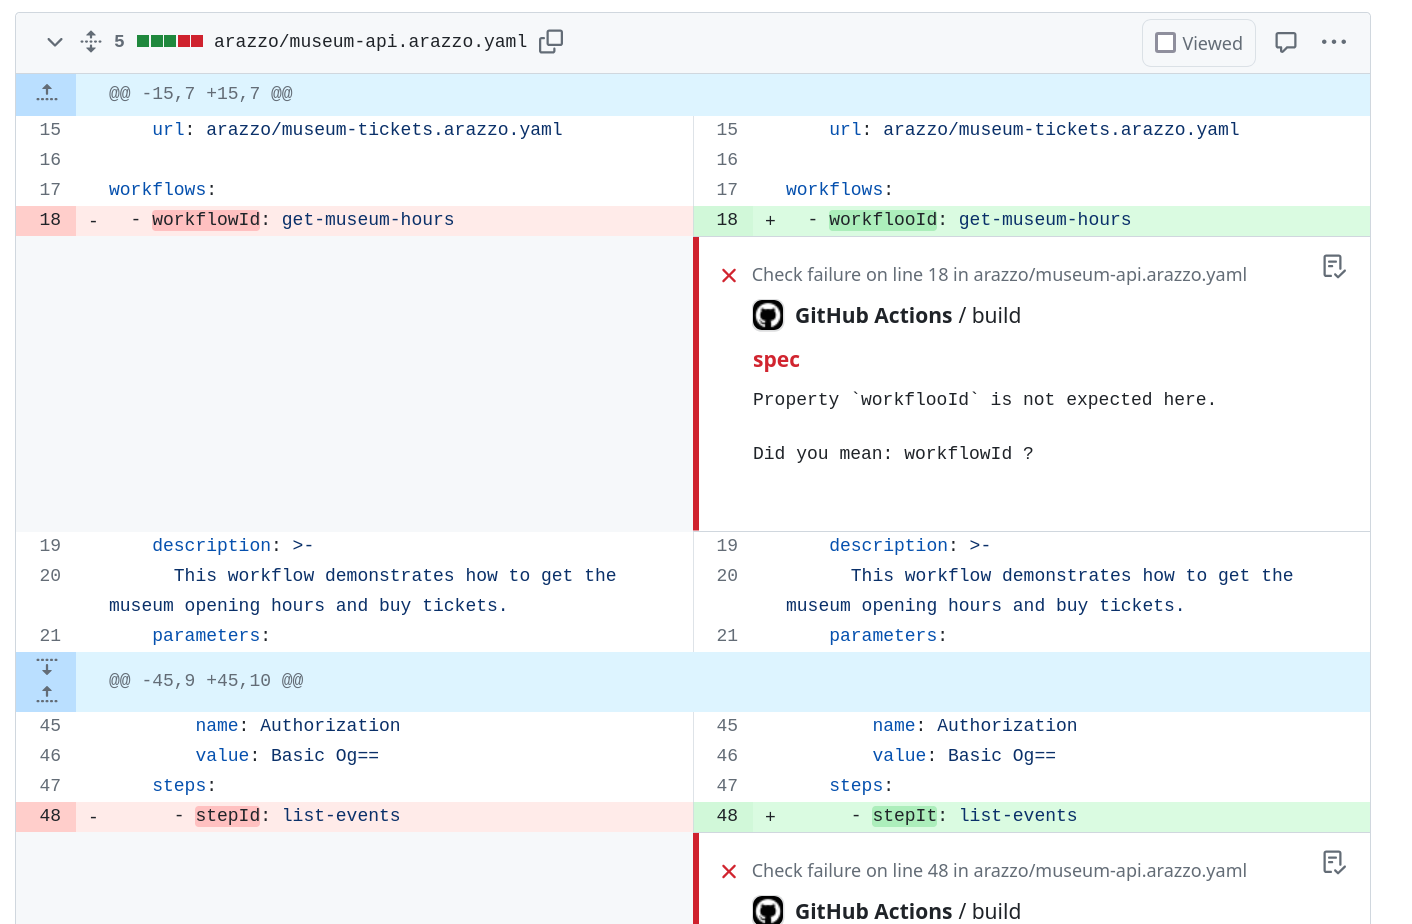 5 arazzo/museum-api.arazzo.yaml Viewed
@@ -15,7 +15,7 @@
15 url: arazzo/museum-tickets.arazzo.yaml 15 url: arazzo/museum-tickets.arazzo.yaml
16 16
17 workflows: 17 workflows:
18 - - workflowId: get-museum-hours 18 + - workflooId: get-museum-hours
Check failure on line 18 in arazzo/museum-api.arazzo.yaml
GitHub Actions / build
spec
Property `workflooId` is not expected here.
Did you mean: workflowId ?
19 description: >- 19 description: >-
20 This workflow demonstrates how to get the 20 This workflow demonstrates how to get the
museum opening hours and buy tickets. museum opening hours and buy tickets.
21 parameters: 21 parameters:
@@ -45,9 +45,10 @@
45 name: Authorization 45 name: Authorization
46 value: Basic Og== 46 value: Basic Og==
47 steps: 47 steps:
48 - - stepId: list-events 48 + - stepIt: list-events
Check failure on line 48 in arazzo/museum-api.arazzo.yaml
GitHub Actions / build